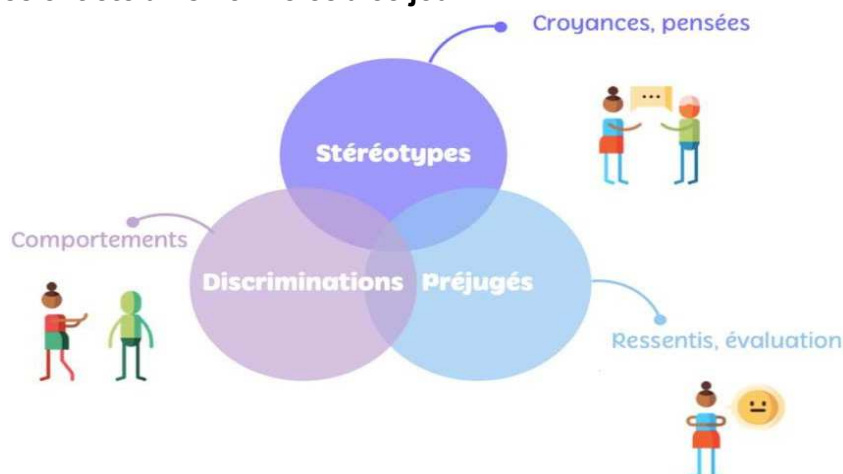 Croyances, pensées
Stéréotypes
Comportements
Discriminations Préjugés
Ressentis, évaluation